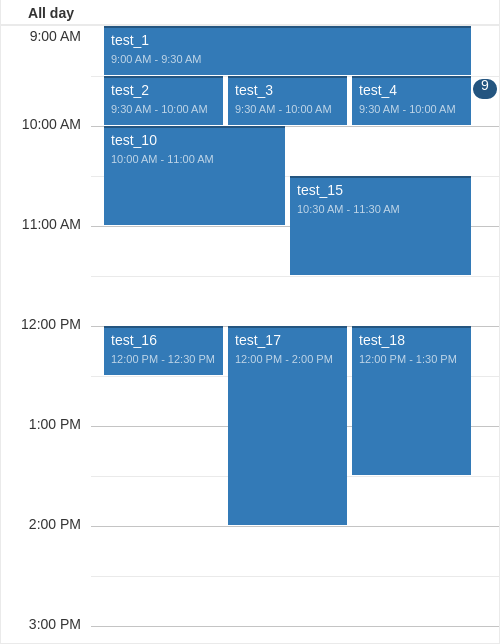 All day
9:00 AM
test_1
9:00 AM - 9:30 AM
test_2
9:30 AM - 10:00 AM
test_3
9:30 AM - 10:00 AM
test_4
9:30 AM - 10:00 AM
9
10:00 AM
test_10
10:00 AM - 11:00 AM
test_15
10:30 AM - 11:30 AM
11:00 AM
12:00 PM
test_16
12:00 PM - 12:30 PM
test_17
12:00 PM - 2:00 PM
test_18
12:00 PM - 1:30 PM
1:00 PM
2:00 PM
3:00 PM